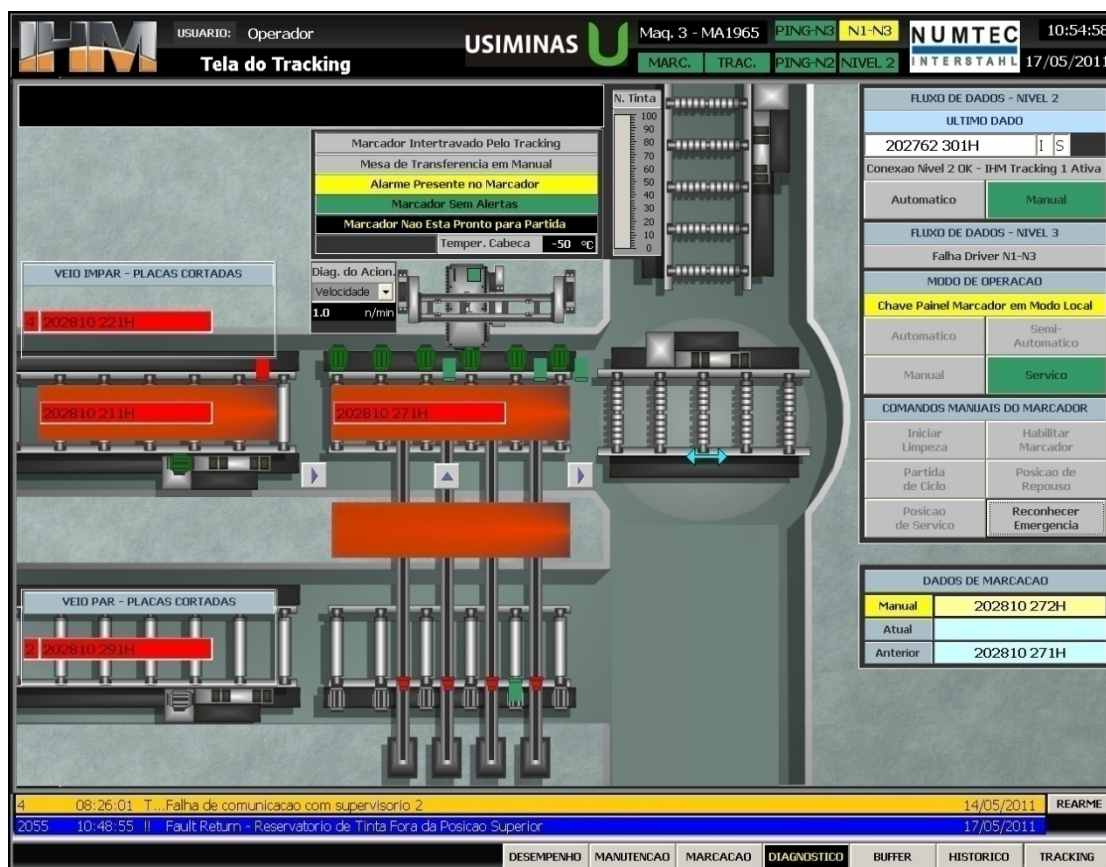 IHM
USUARIO: Operador
Tela do Tracking
USIMINAS
Maq. 3 - MA1965
PING-N3
N1-N3
MARC.
TRAC.
PING-N2
NIVEL 2
NUMTEC
INTERSTAHL
10:54:58
17/05/2011
Marcador Intertravado Pelo Tracking
Mesa de Transferencia em Manual
Alarme Presente no Marcador
Marcador Sem Alertas
Marcador Nao Esta Pronto para Partida
Temper. Cabeca -50 ºC
N. Tinta
100
90
80
70
60
50
40
30
20
10
0
Diag. do Acion.
Velocidade
1.0 n/min
VEIO IMPAR - PLACAS CORTADAS
4 202810 221H
202810 211H
202810 271H
VEIO PAR - PLACAS CORTADAS
2 202810 291H
FLUXO DE DADOS - NIVEL 2
ULTIMO DADO
202762 301H I S
Conexao Nivel 2 OK - IHM Tracking 1 Ativa
Automatico Manual
FLUXO DE DADOS - NIVEL 3
Falha Driver N1-N3
MODO DE OPERACAO
Chave Painel Marcador em Modo Local
Automatico
Semi-
Automatico
Manual Servico
COMANDOS MANUAIS DO MARCADOR
Iniciar
Limpeza
Habilitar
Marcador
Partida
de Ciclo
Posicao de
Repouso
Posicao
de Servico
Reconhecer
Emergencia
DADOS DE MARCACAO
Manual 202810 272H
Atual
Anterior 202810 271H
4 08:26:01 T...Falha de comunicacao com supervisorio 2 14/05/2011 REARME
2055 10:48:55 !! Fault Return - Reservatorio de Tinta Fora da Posicao Superior 17/05/2011
DESEMPENHO MANUTENCAO MARCACAO DIAGNOSTICO BUFFER HISTORICO TRACKING